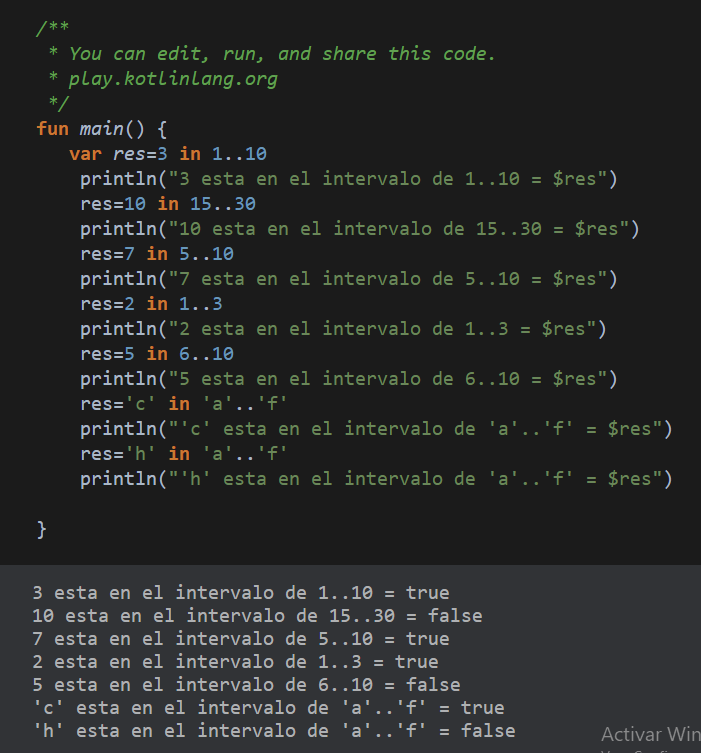 /**
 * You can edit, run, and share this code.
 * play.kotlinlang.org
 */
fun main() {
   var res=3 in 1..10
    println("3 esta en el intervalo de 1..10 = $res")
    res=10 in 15..30
    println("10 esta en el intervalo de 15..30 = $res")
    res=7 in 5..10
    println("7 esta en el intervalo de 5..10 = $res")
    res=2 in 1..3
    println("2 esta en el intervalo de 1..3 = $res")
    res=5 in 6..10
    println("5 esta en el intervalo de 6..10 = $res")
    res='c' in 'a'..'f'
    println("'c' esta en el intervalo de 'a'..'f' = $res")
    res='h' in 'a'..'f'
    println("'h' esta en el intervalo de 'a'..'f' = $res")
}
3 esta en el intervalo de 1..10 = true
10 esta en el intervalo de 15..30 = false
7 esta en el intervalo de 5..10 = true
2 esta en el intervalo de 1..3 = true
5 esta en el intervalo de 6..10 = false
'c' esta en el intervalo de 'a'..'f' = true
'h' esta en el intervalo de 'a'..'f' = false
Activar Win